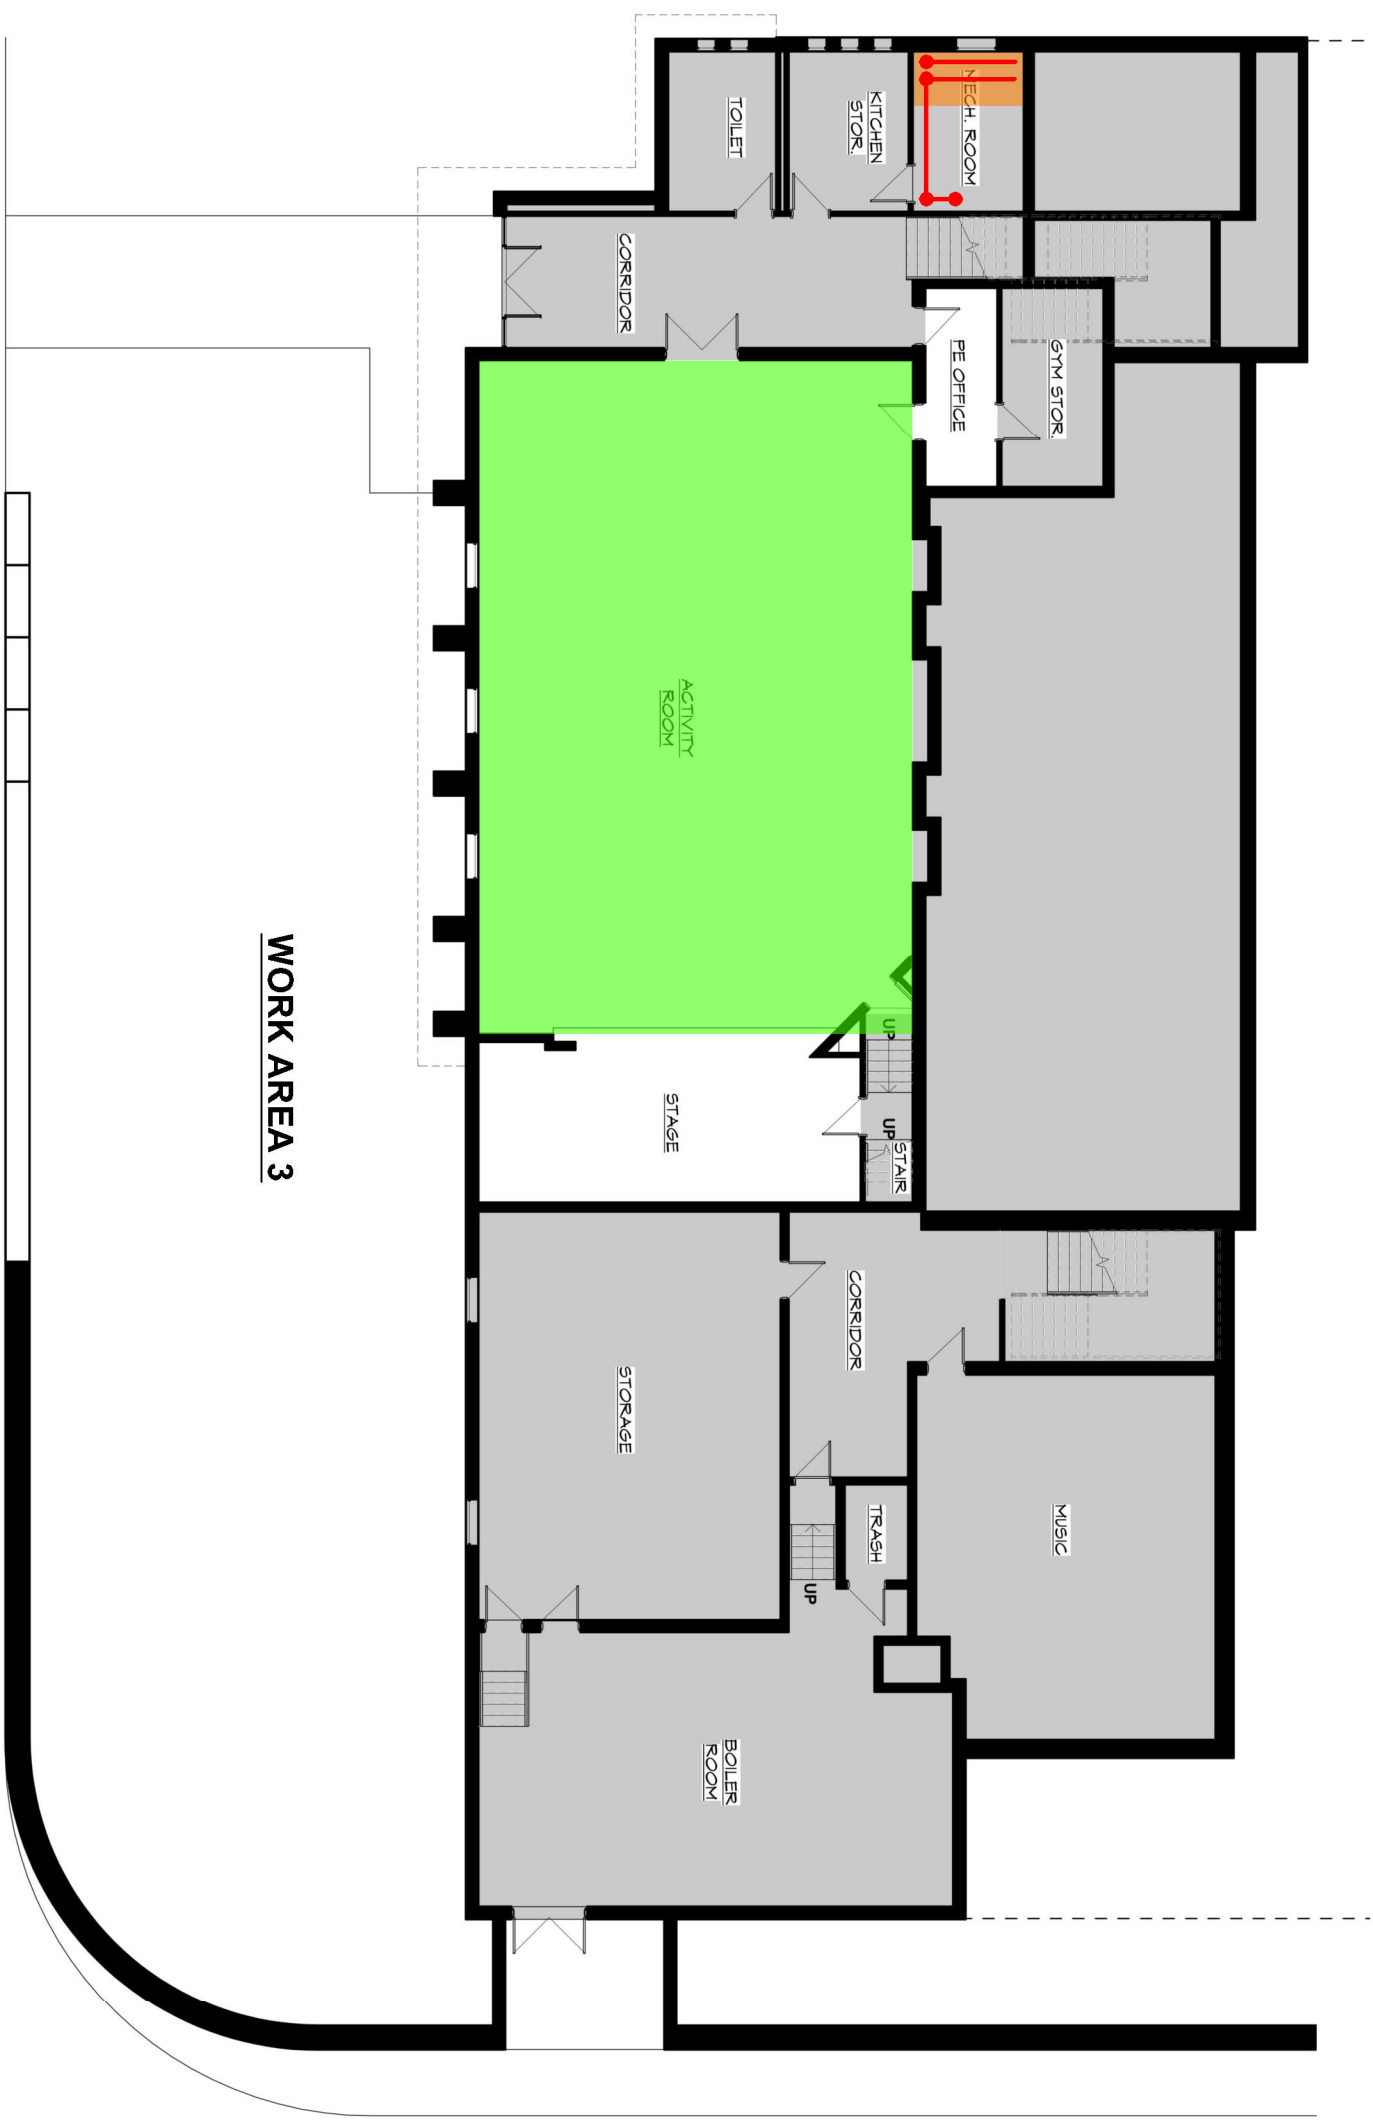 TOILET
KITCHEN
STOR.
MECH. ROOM
CORRIDOR
PE OFFICE
GYM STOR.
ACTIVITY
ROOM
UP
STAGE
UP
STAIR
WORK AREA 3
CORRIDOR
STORAGE
TRASH
MUSIC
UP
BOILER
ROOM